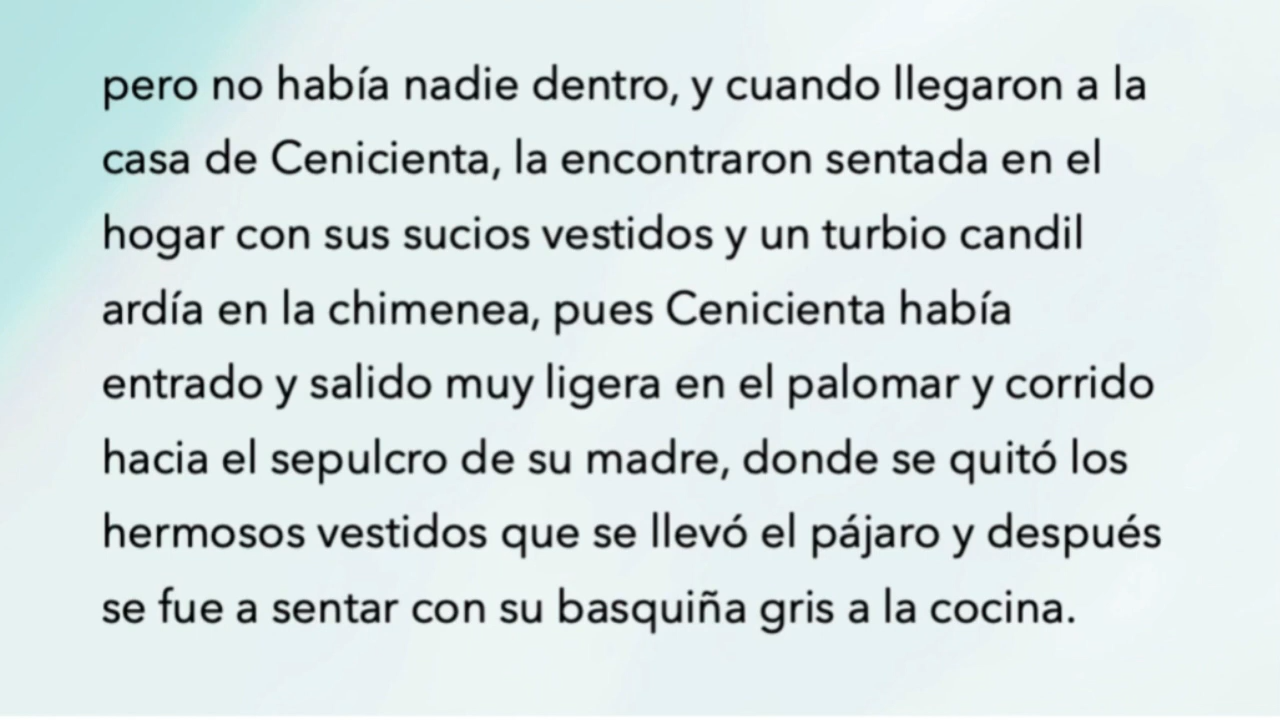 pero no había nadie dentro, y cuando llegaron a la
casa de Cenicienta, la encontraron sentada en el
hogar con sus sucios vestidos y un turbio candil
ardía en la chimenea, pues Cenicienta había
entrado y salido muy ligera en el palomar y corrido
hacia el sepulcro de su madre, donde se quitó los
hermosos vestidos que se llevó el pájaro y después
se fue a sentar con su basquiña gris a la cocina.